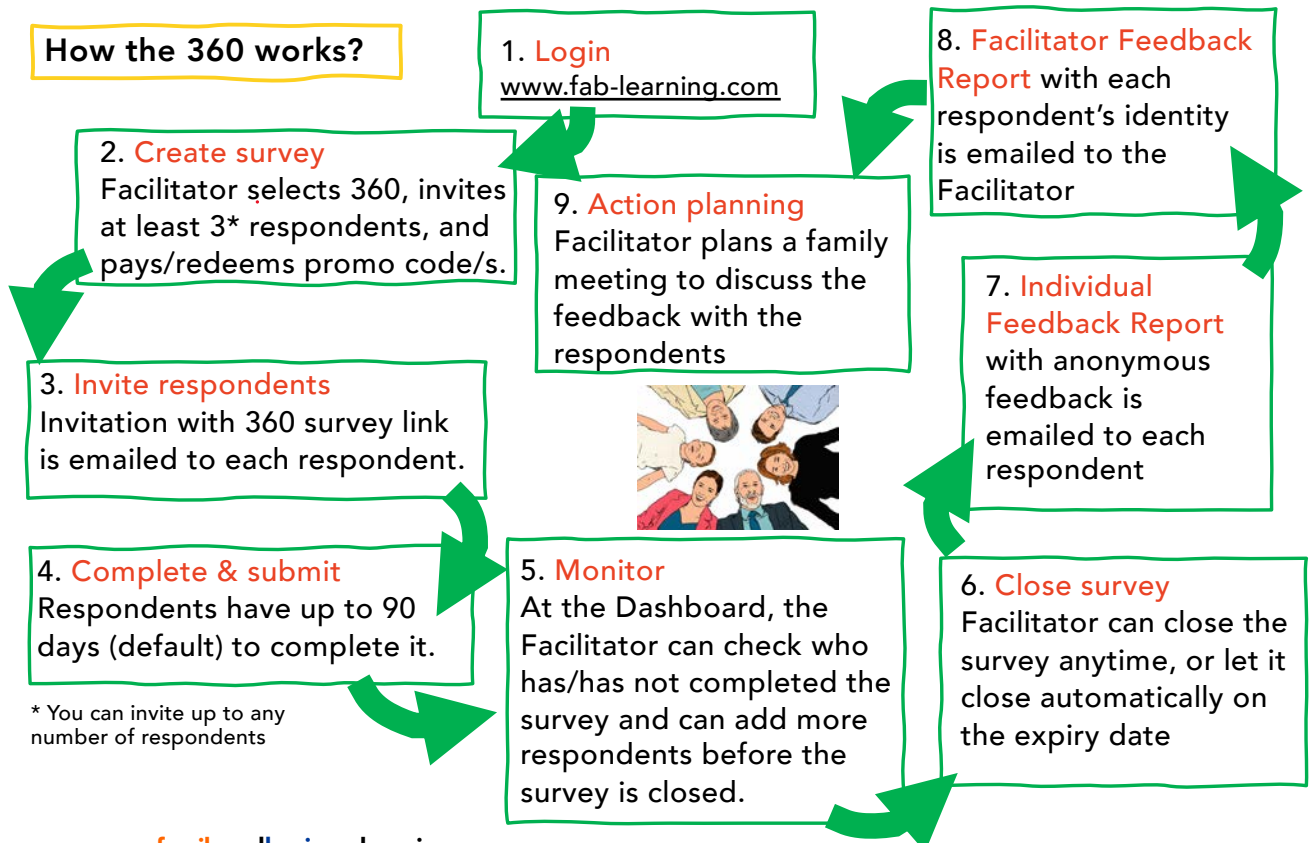 How the 360 works?
1. Login
www.fab-learning.com
2. Create survey
Facilitator selects 360, invites
at least 3* respondents, and
pays/redeems promo code/s.
3. Invite respondents
Invitation with 360 survey link
is emailed to each respondent.
4. Complete & submit
Respondents have up to 90
days (default) to complete it.
* You can invite up to any
number of respondents
5. Monitor
At the Dashboard, the
Facilitator can check who
has/has not completed the
survey and can add more
respondents before the
survey is closed.
6. Close survey
Facilitator can close the
survey anytime, or let it
close automatically on
the expiry date
7. Individual
Feedback Report
with anonymous
feedback is
emailed to each
respondent
8. Facilitator Feedback
Report with each
respondent's identity
is emailed to the
Facilitator
9. Action planning
Facilitator plans a family
meeting to discuss the
feedback with the
respondents